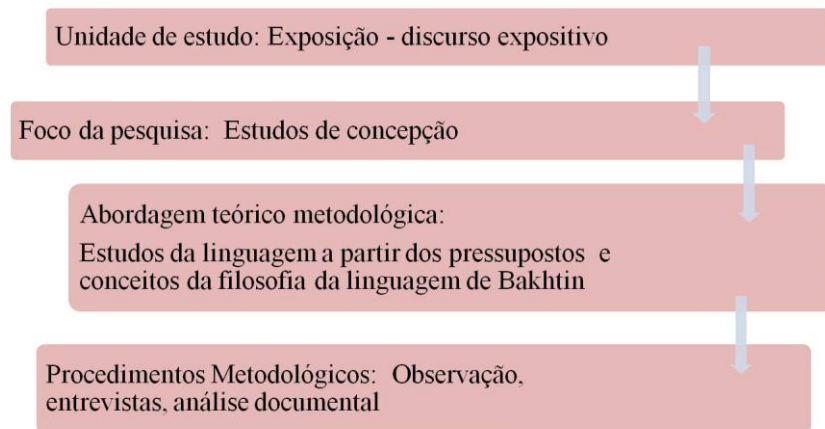 Unidade de estudo: Exposição - discurso expositivo
Foco da pesquisa: Estudos de concepção
Abordagem teórico metodológica:
Estudos da linguagem a partir dos pressupostos e
conceitos da filosofia da linguagem de Bakhtin
Procedimentos Metodológicos: Observação,
entrevistas, análise documental